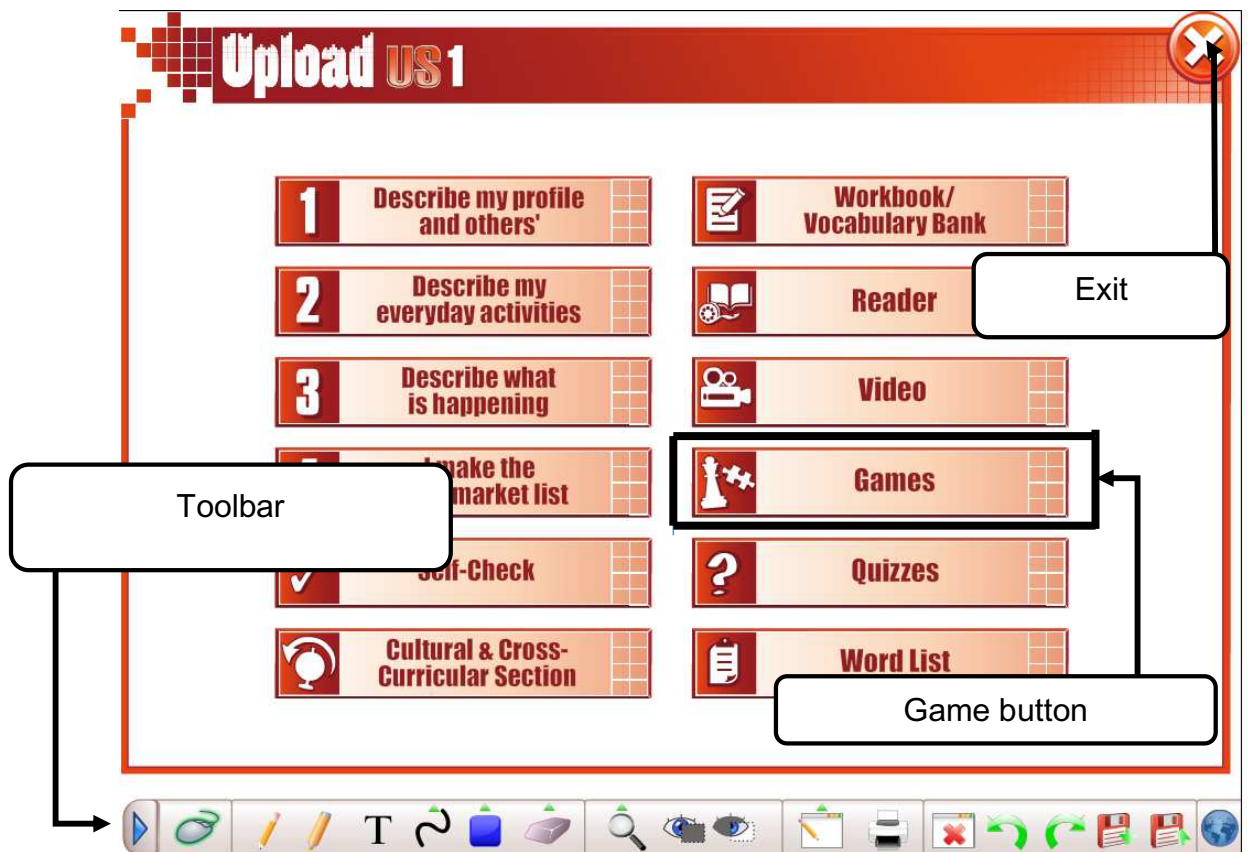 Upload US 1
1
Describe my profile
and others'
2
Describe my
everyday activities
3
Describe what
is happening
make the
market list
Self-Check
Cultural & Cross-
Curricular Section
Workbook/
Vocabulary Bank
Reader
Video
Games
?
Quizzes
Word List
Exit
Toolbar
Game button
T